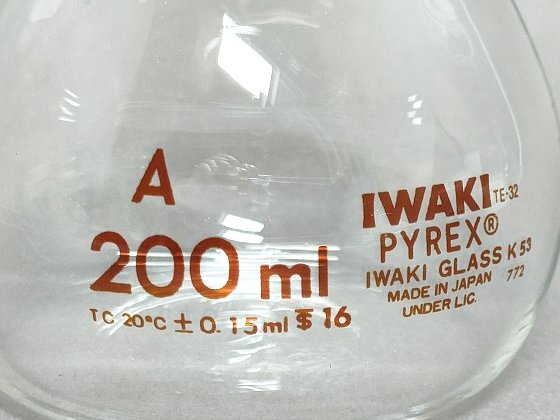 A
200 ml
TC 20°C ± 0.15ml ₸ 16
IWAKI TE-32
PYREX®
IWAKI GLASS K 53
MADE IN JAPAN 772
UNDER LIC.